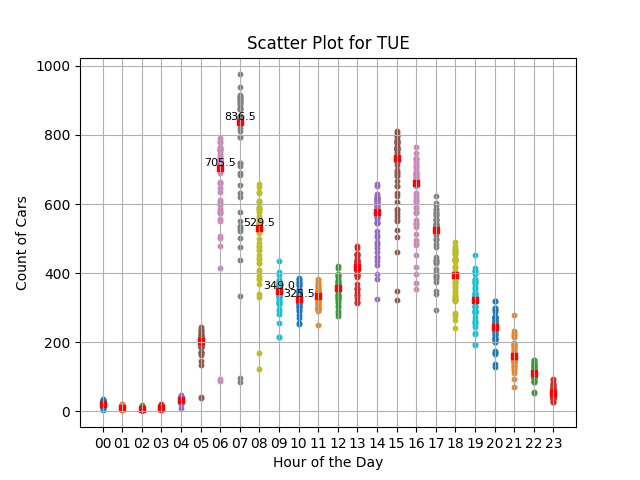 Scatter Plot for TUE
Count of Cars
1000
800
600
400
200
0
836.5
705.5
529.5
349.0
325.5
00 01 02 03 04 05 06 07 08 09 10 11 12 13 14 15 16 17 18 19 20 21 22 23
Hour of the Day